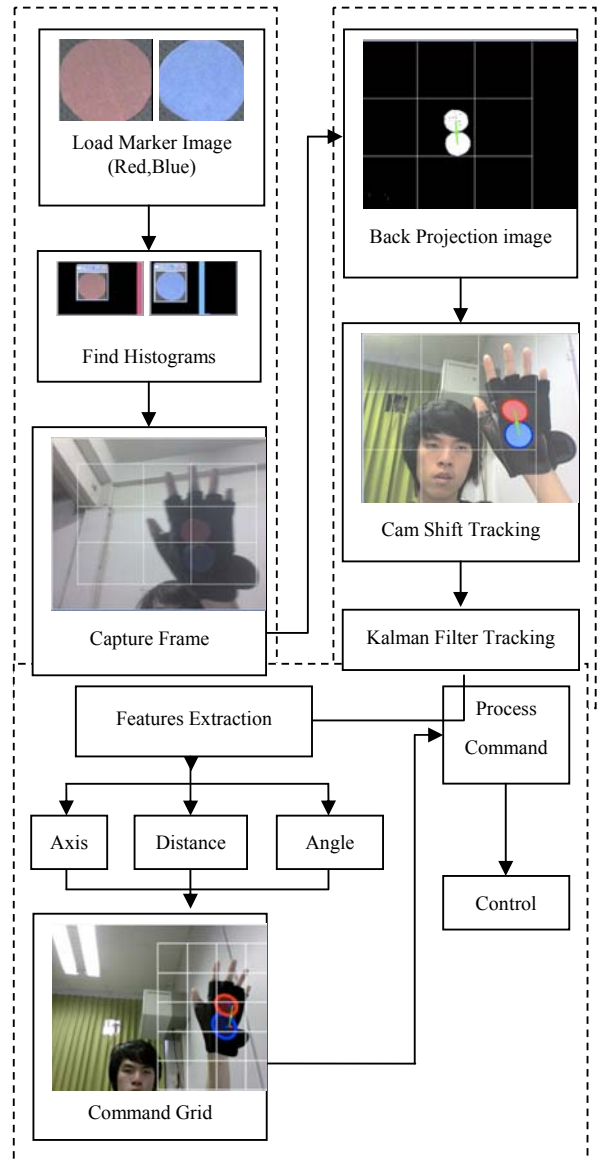 Load Marker Image
(Red,Blue)
Find Histograms
Capture Frame
Back Projection image
Cam Shift Tracking
Kalman Filter Tracking
Features Extraction
Axis
Distance
Angle
Command Grid
Process
Command
Control